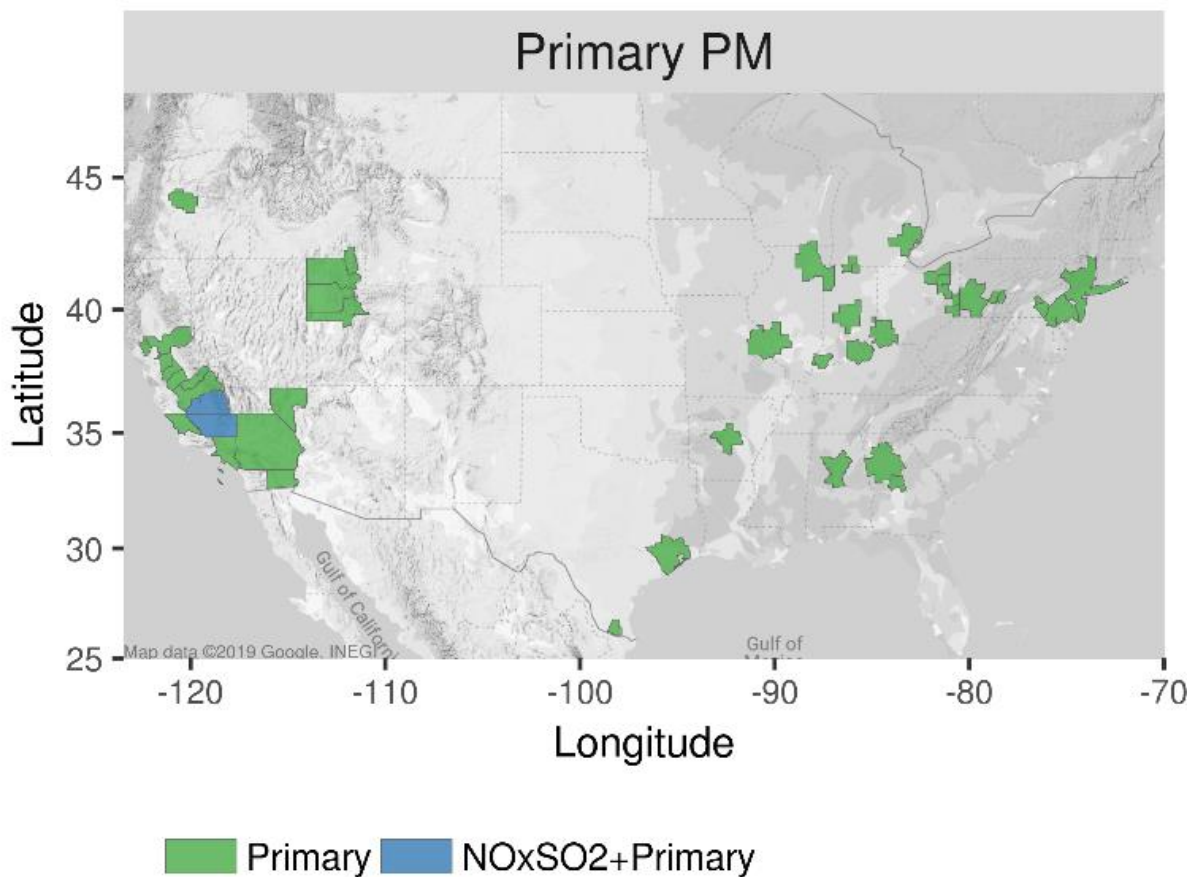 Primary PM
Latitude
45
40
35
30
25
Gulf of Californ
Gulf of
Map data ©2019 Google, INEGI
-120 -110 -100 -90 -80 -70
Longitude
Primary NOxSO2+Primary